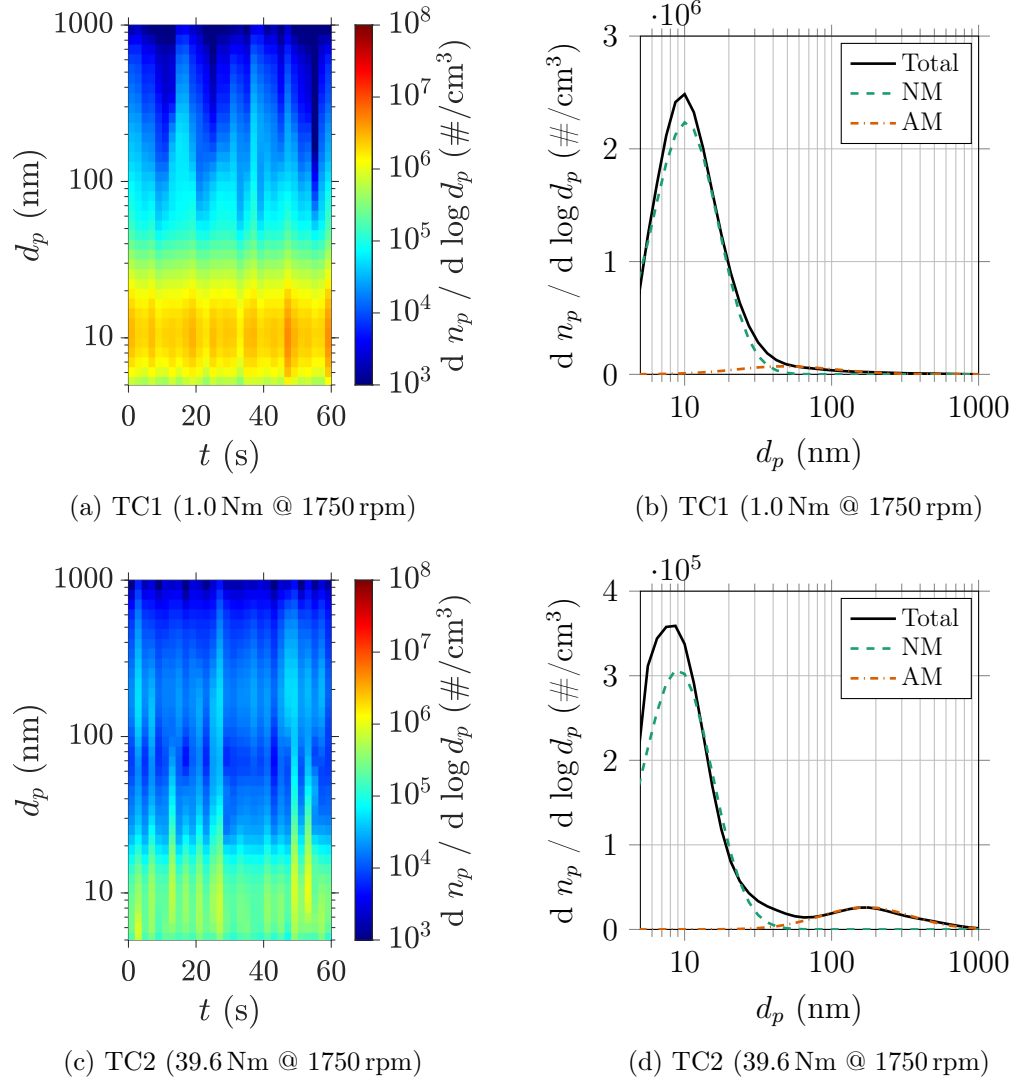 1000
100
10
d_p (nm)
0 20 40 60
t (s)
10^8
10^7
10^6
10^5
10^4
10^3
d n_p / d log d_p (#/cm^3)
(a) TC1 (1.0 Nm @ 1750 rpm)
·10^6
3
2
1
0
d n_p / d log d_p (#/cm^3)
Total
NM
AM
10 100 1000
d_p (nm)
(b) TC1 (1.0 Nm @ 1750 rpm)
1000
100
10
d_p (nm)
0 20 40 60
t (s)
10^8
10^7
10^6
10^5
10^4
10^3
d n_p / d log d_p (#/cm^3)
(c) TC2 (39.6 Nm @ 1750 rpm)
·10^5
4
3
2
1
0
d n_p / d log d_p (#/cm^3)
Total
NM
AM
10 100 1000
d_p (nm)
(d) TC2 (39.6 Nm @ 1750 rpm)